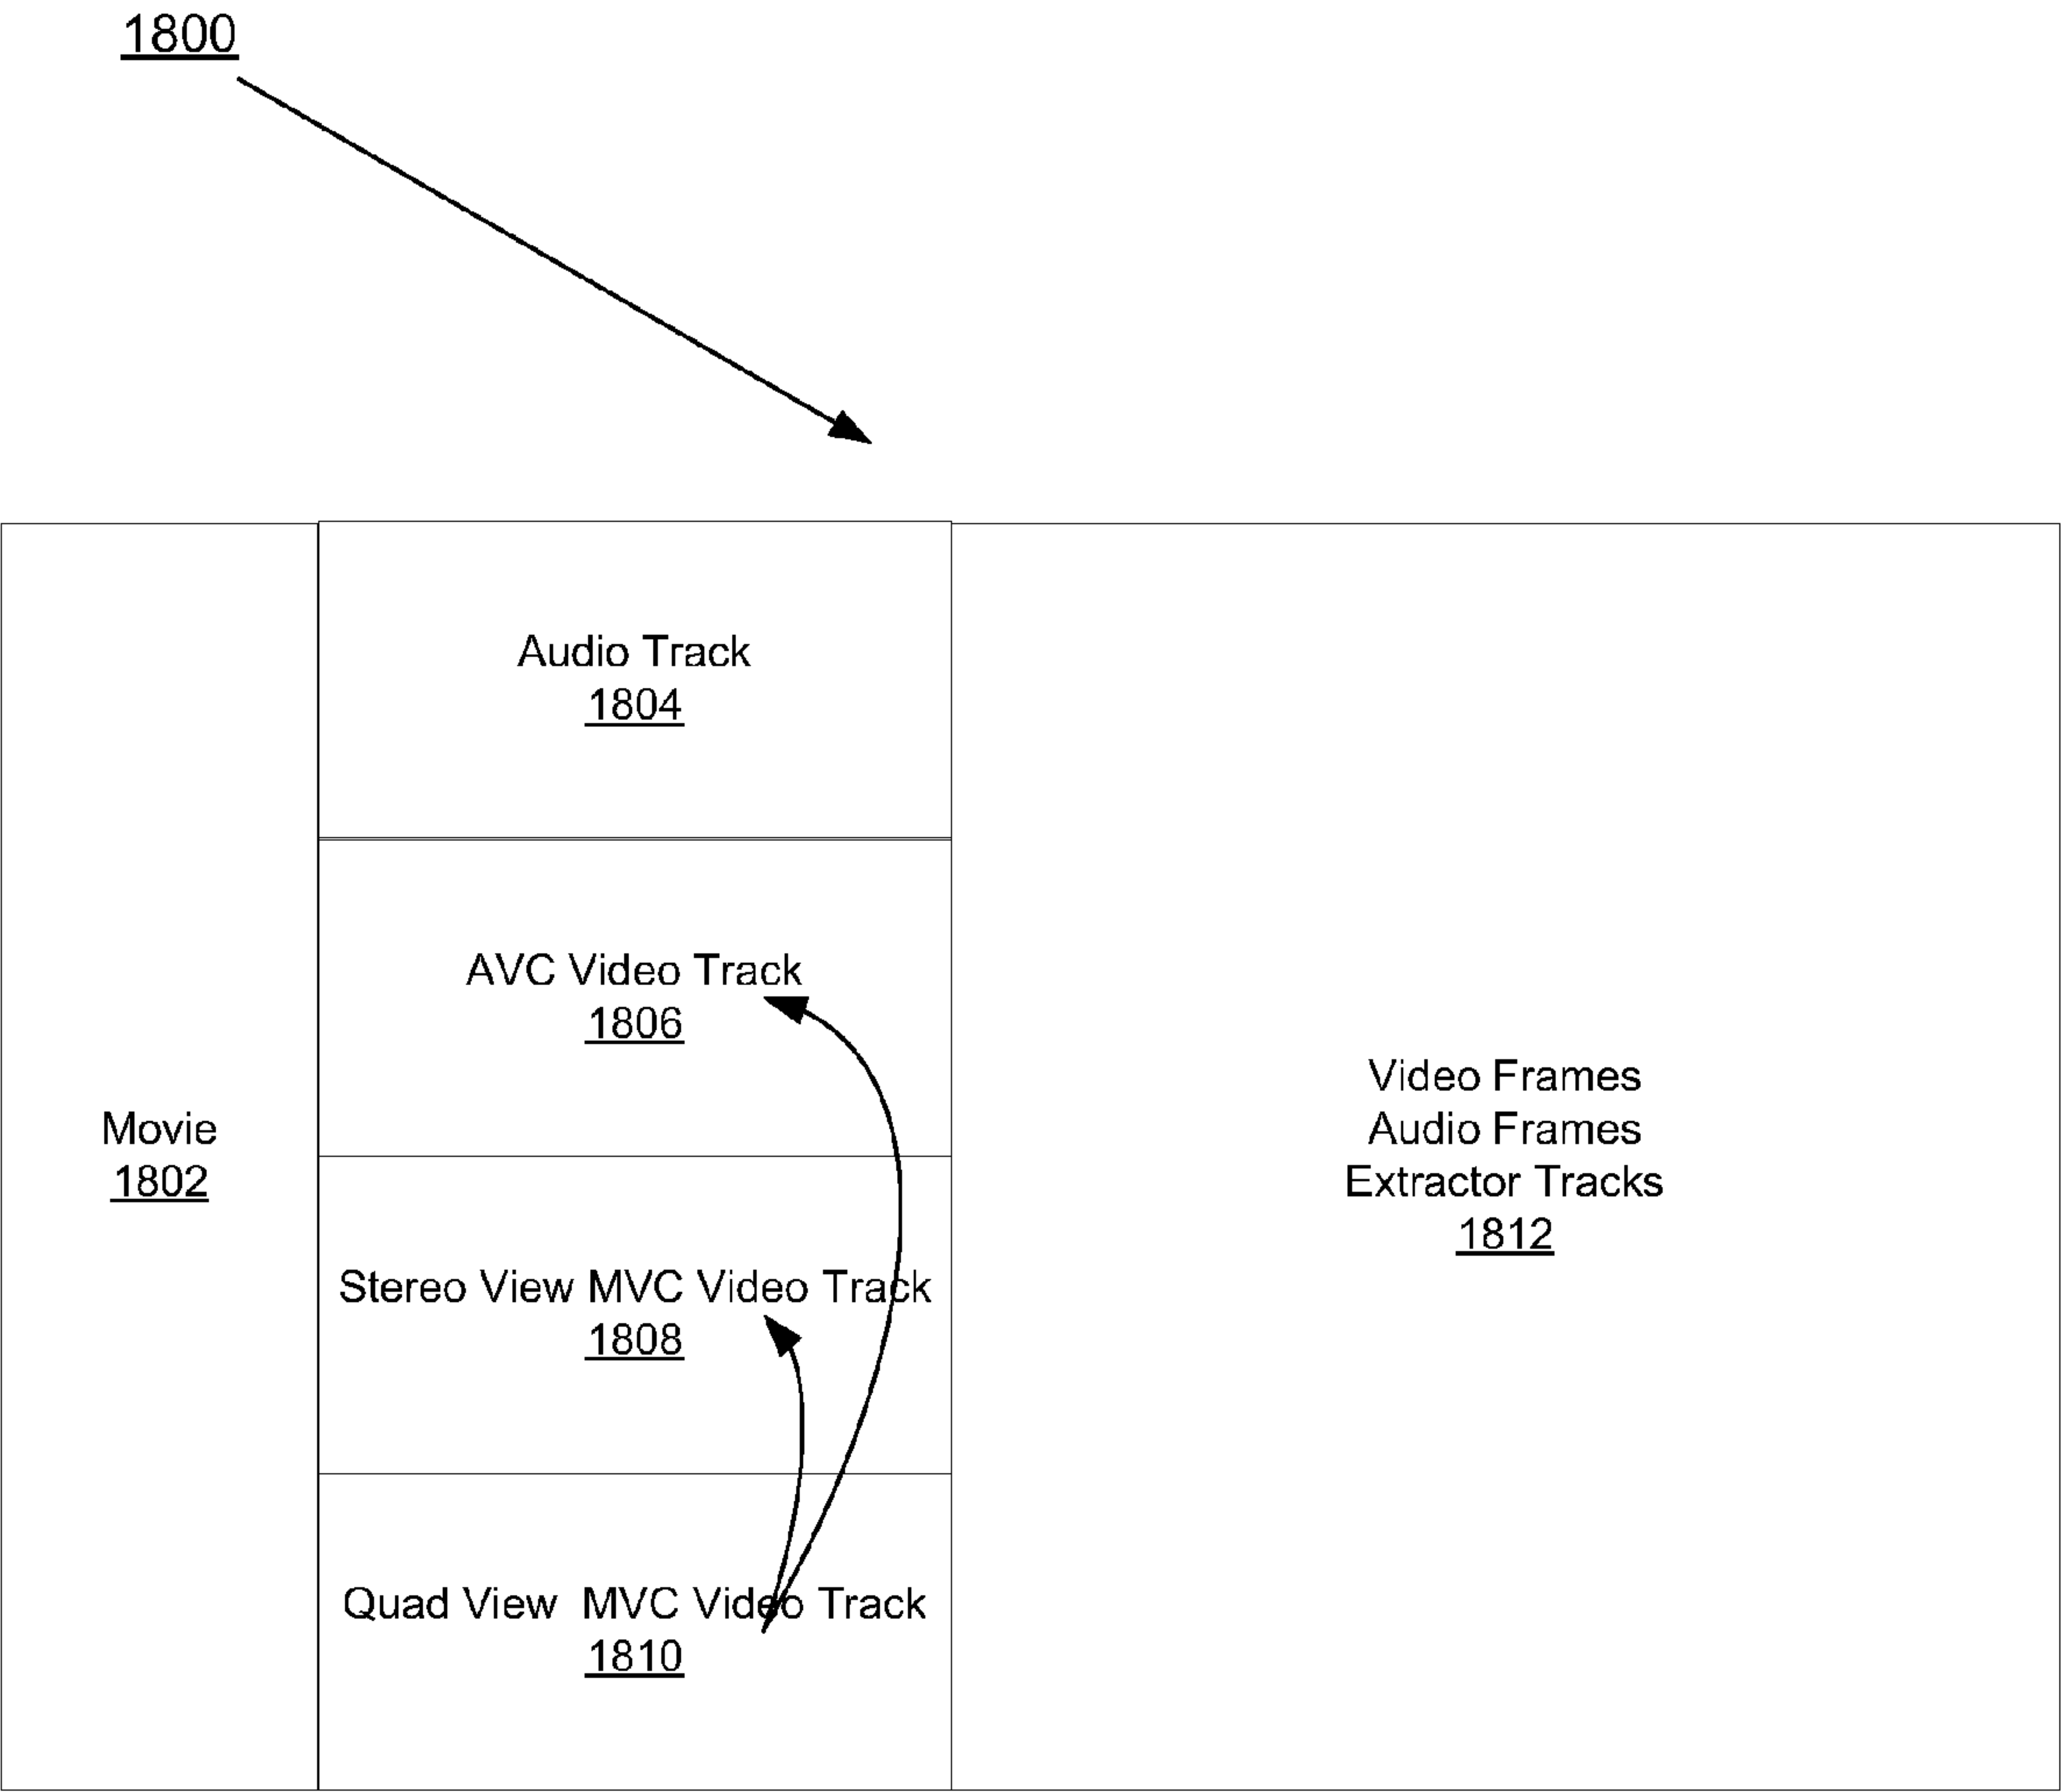 1800
Audio Track
1804
AVC Video Track
1806
Movie
1802
Stereo View MVC Video Track
1808
Quad View MVC Video Track
1810
Video Frames
Audio Frames
Extractor Tracks
1812